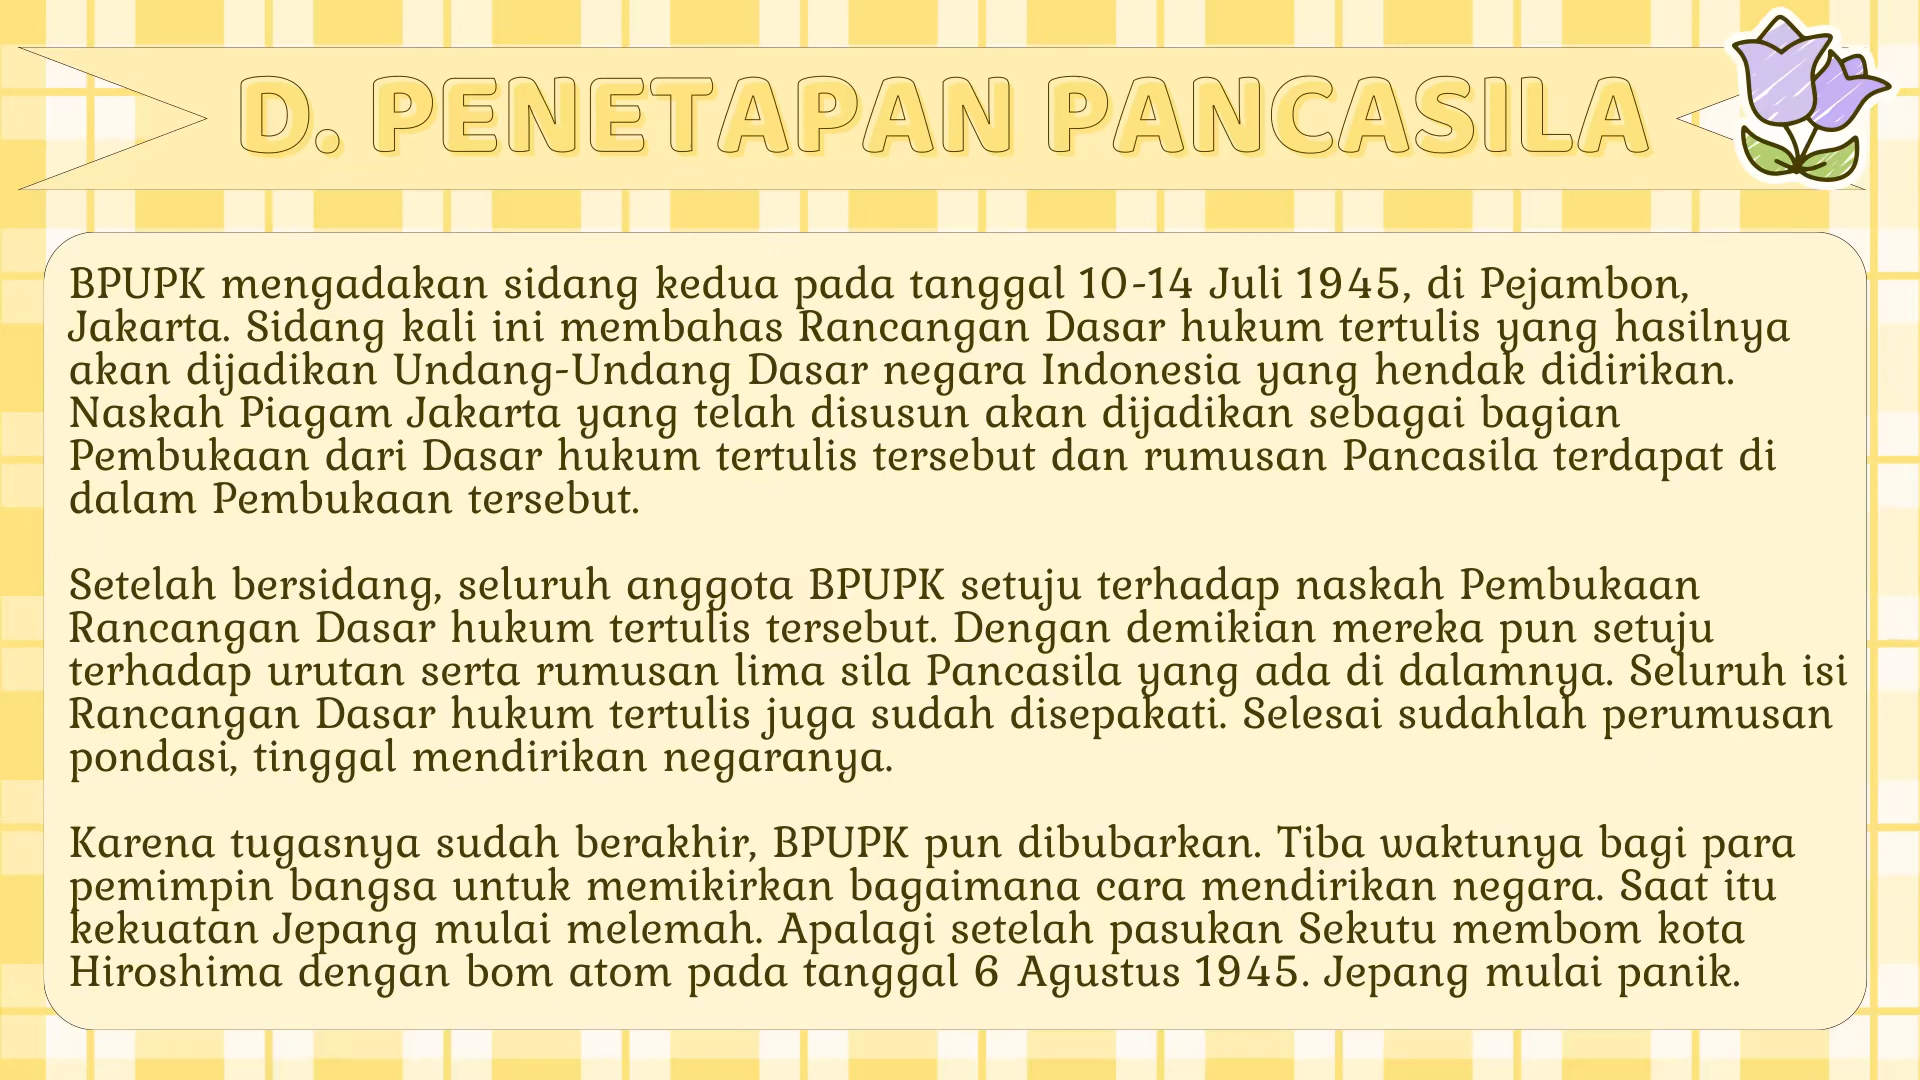 D. PENETAPAN PANCASILA
BPUPK mengadakan sidang kedua pada tanggal 10-14 Juli 1945, di Pejambon,
Jakarta. Sidang kali ini membahas Rancangan Dasar hukum tertulis yang hasilnya
akan dijadikan Undang-Undang Dasar negara Indonesia yang hendak didirikan.
Naskah Piagam Jakarta yang telah disusun akan dijadikan sebagai bagian
Pembukaan dari Dasar hukum tertulis tersebut dan rumusan Pancasila terdapat di
dalam Pembukaan tersebut.
Setelah bersidang, seluruh anggota BPUPK setuju terhadap naskah Pembukaan
Rancangan Dasar hukum tertulis tersebut. Dengan demikian mereka pun setuju
terhadap urutan serta rumusan lima sila Pancasila yang ada di dalamnya. Seluruh isi
Rancangan Dasar hukum tertulis juga sudah disepakati. Selesai sudahlah perumusan
pondasi, tinggal mendirikan negaranya.
Karena tugasnya sudah berakhir, BPUPK pun dibubarkan. Tiba waktunya bagi para
pemimpin bangsa untuk memikirkan bagaimana cara mendirikan negara. Saat itu
kekuatan Jepang mulai melemah. Apalagi setelah pasukan Sekutu membom kota
Hiroshima dengan bom atom pada tanggal 6 Agustus 1945. Jepang mulai panik.